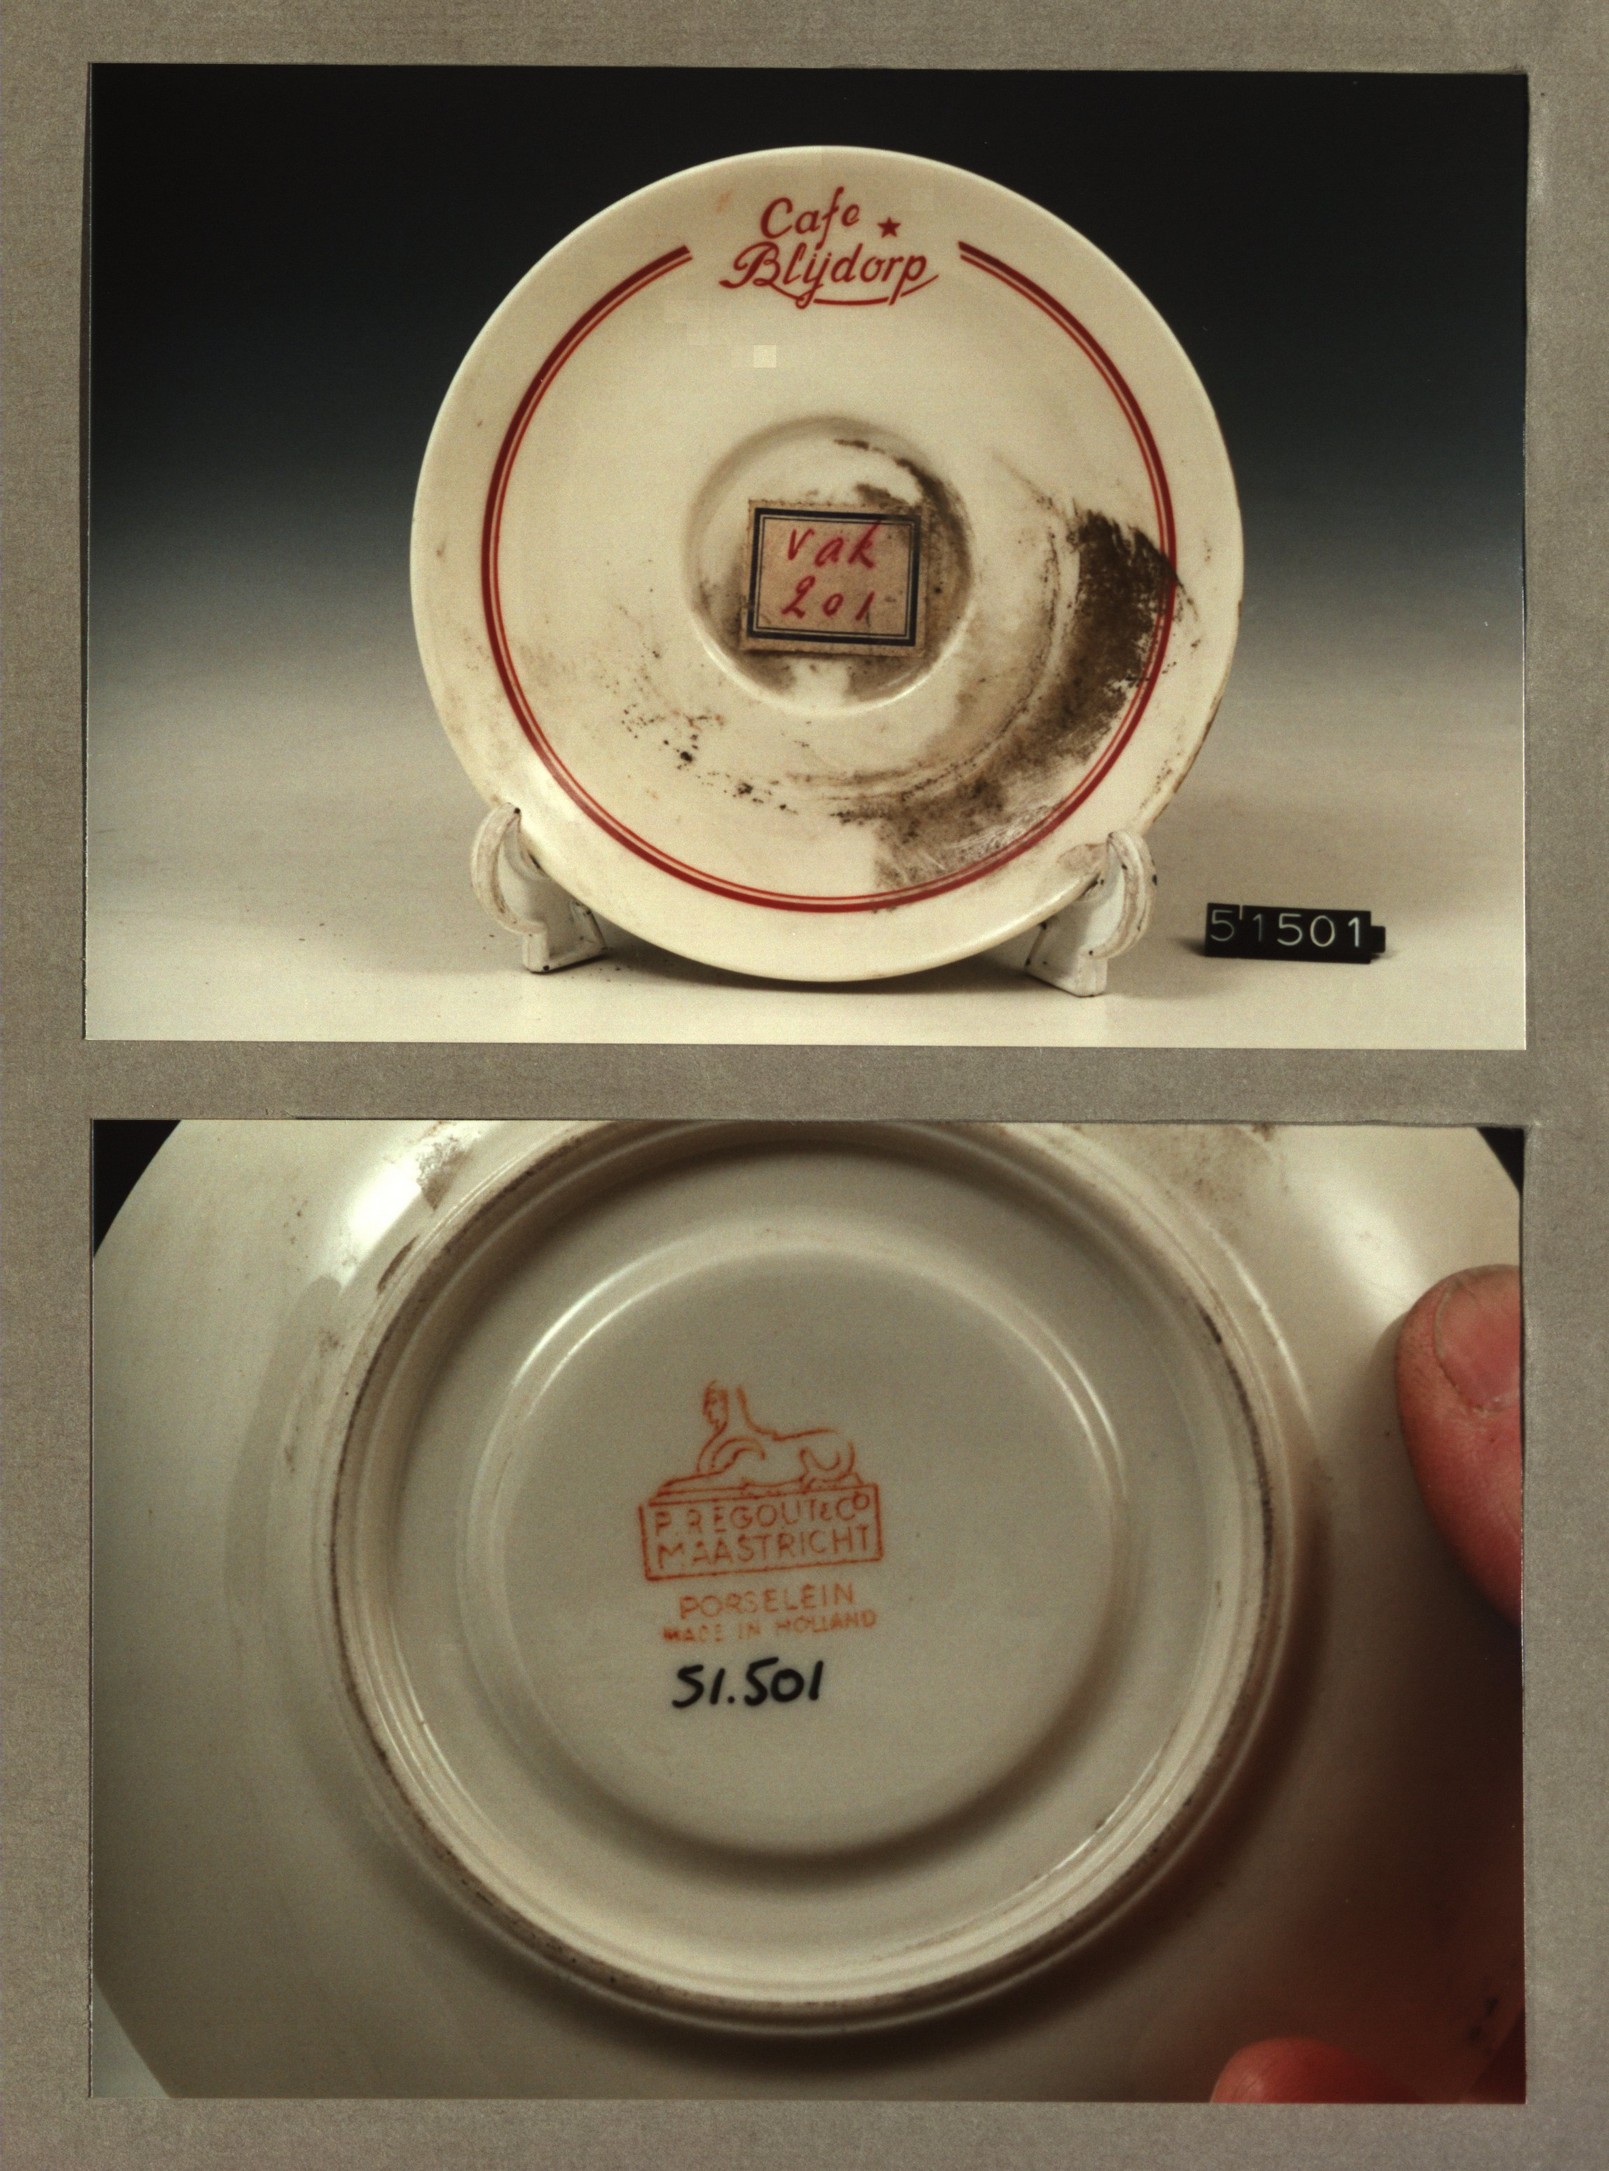 Cafe
Blijdorp
Vak
201
51501
P. REGOUT & CO
MAASTRICHT
PORSELEIN
MADE IN HOLLAND
51.501